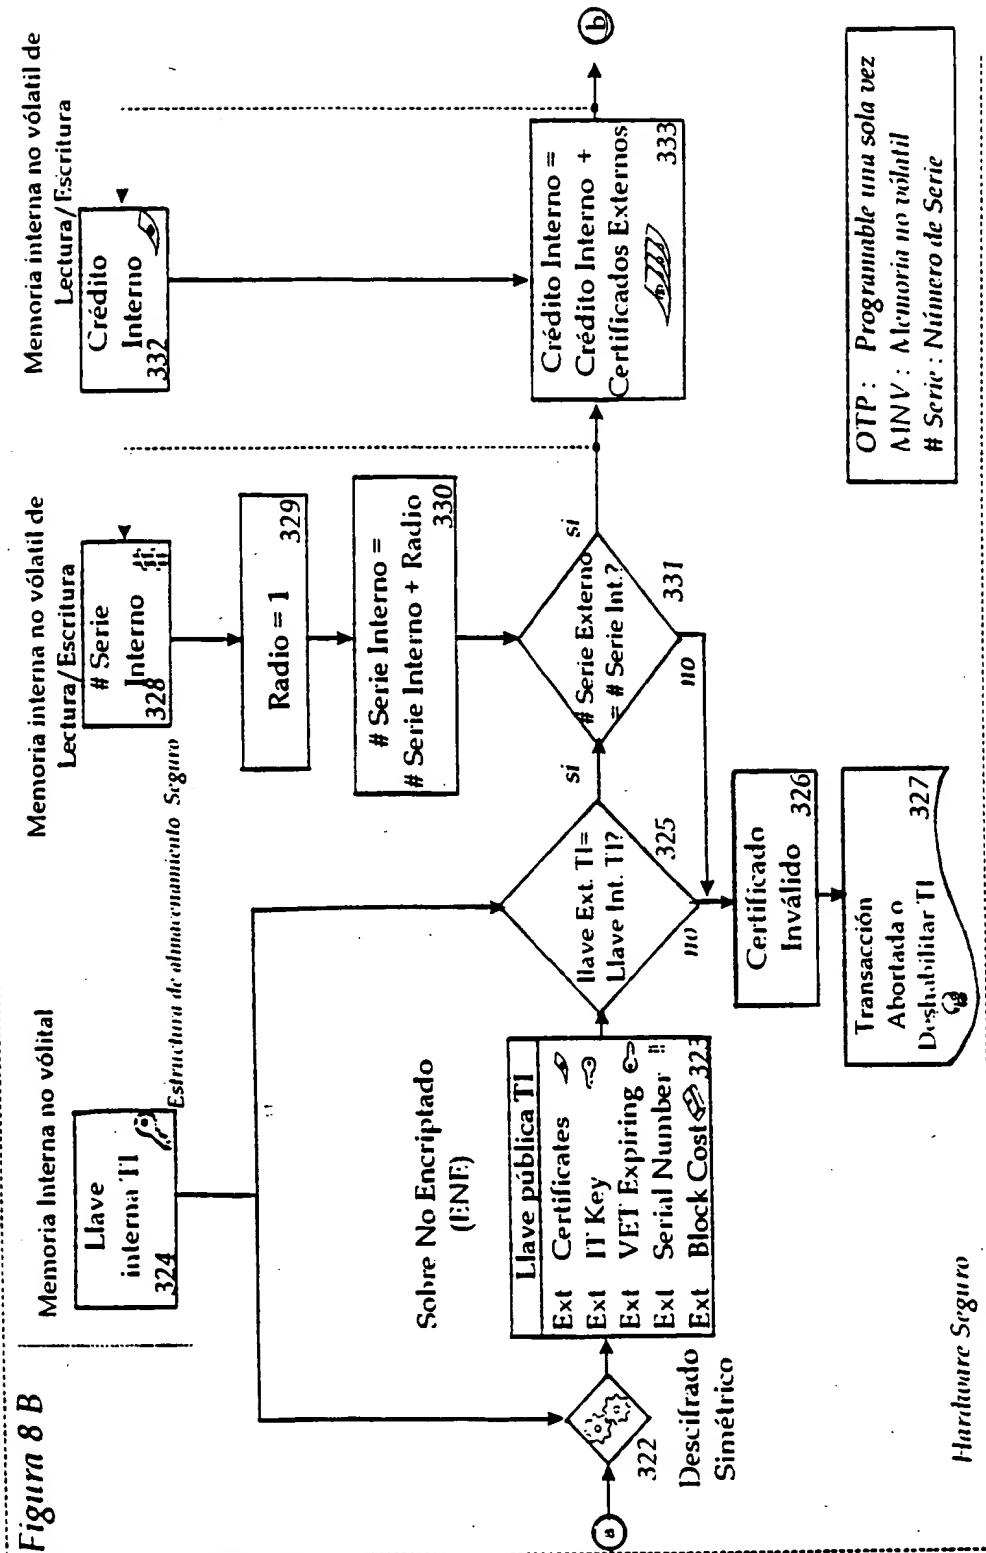 Figura 8 B
Memoria Interna no vólital
Llave
interna TI
324
Estructura de almacenamiento Seguro
Memoria interna no vólatil de
Lectura/Escritura
# Serie
Interno
328
Radio = 1
329
# Serie Interno =
# Serie Interno + Radio
330
Memoria interna no vólatil de
Lectura/Escritura
Crédito
Interno
332
a
322
Descifrado
Simétrico
Sobre No Encriptado
(ENE)
Llave pública TI
Ext Certificates
Ext IT Key
Ext VET Expiring
Ext Serial Number
Ext Block Cost 323
llave Ext. TI=
Llave Int. TI?
325
si
no
# Serie Externo
= # Serie Int.?
331
si
no
Crédito Interno =
Crédito Interno +
Certificados Externos
333
b
Certificado
Inválido
326
Transacción
Abortada o
Deshabilitar TI
327
OTP : Programable una sola vez
MNV : Memoria no vólatil
# Serie : Número de Serie
Hardware Seguro